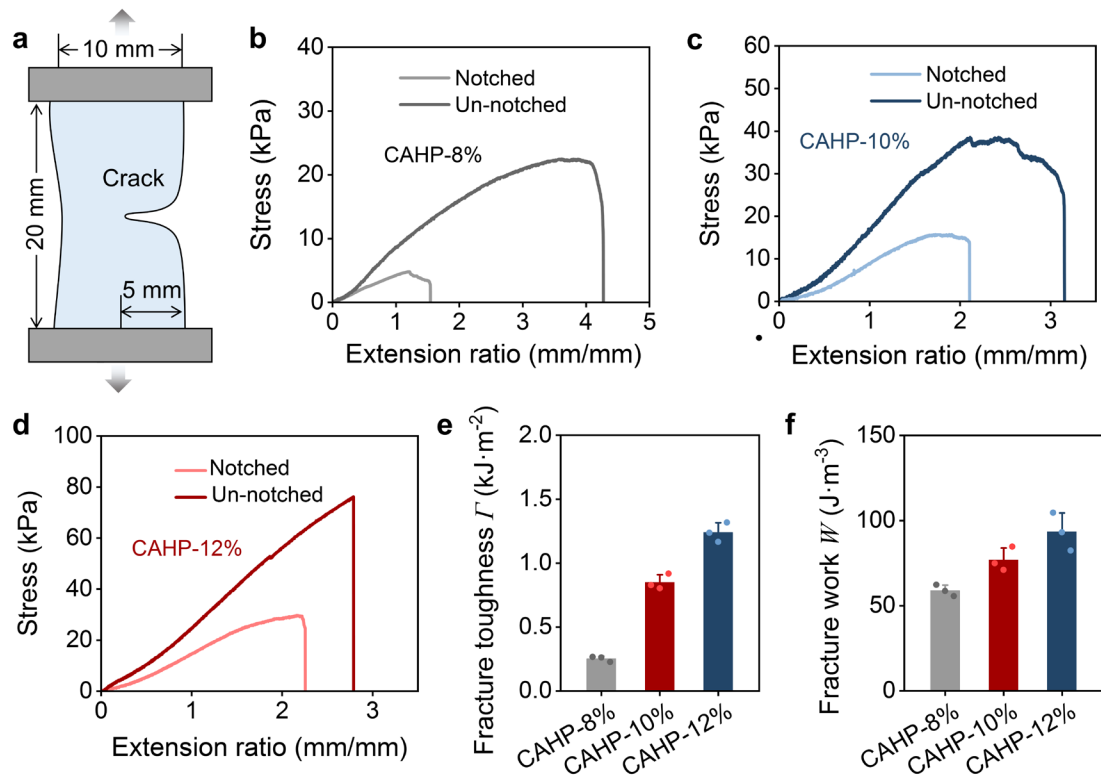 a
10 mm
20 mm
Crack
5 mm
b
Stress (kPa)
40
30
20
10
0
Notched
Un-notched
CAHP-8%
0 1 2 3 4 5
Extension ratio (mm/mm)
c
Stress (kPa)
60
50
40
30
20
10
0
Notched
Un-notched
CAHP-10%
0 1 2 3
Extension ratio (mm/mm)
d
Stress (kPa)
100
80
60
40
20
0
Notched
Un-notched
CAHP-12%
0 1 2 3
Extension ratio (mm/mm)
e
Fracture toughness Γ (kJ·m⁻²)
2.0
1.5
1.0
0.5
0.0
CAHP-8%
CAHP-10%
CAHP-12%
f
Fracture work W (J·m⁻³)
150
100
50
0
CAHP-8%
CAHP-10%
CAHP-12%